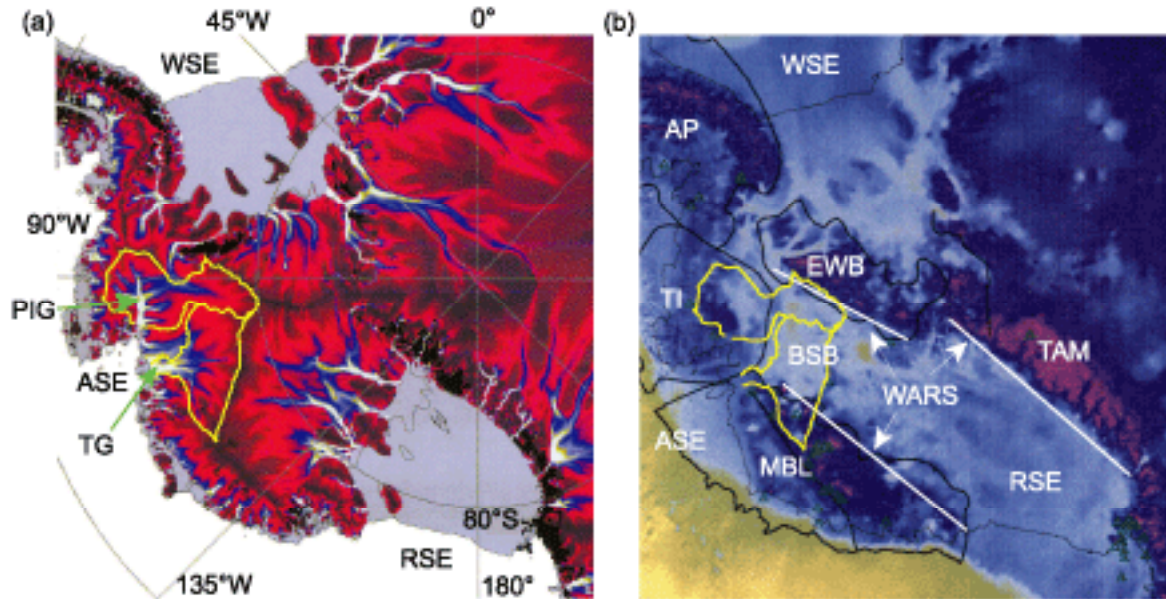 (a)
45°W
0°
WSE
90°W
PIG
ASE
TG
80°S
RSE
135°W
180°
(b)
WSE
AP
EWB
TI
BSB
TAM
WARS
ASE
MBL
RSE